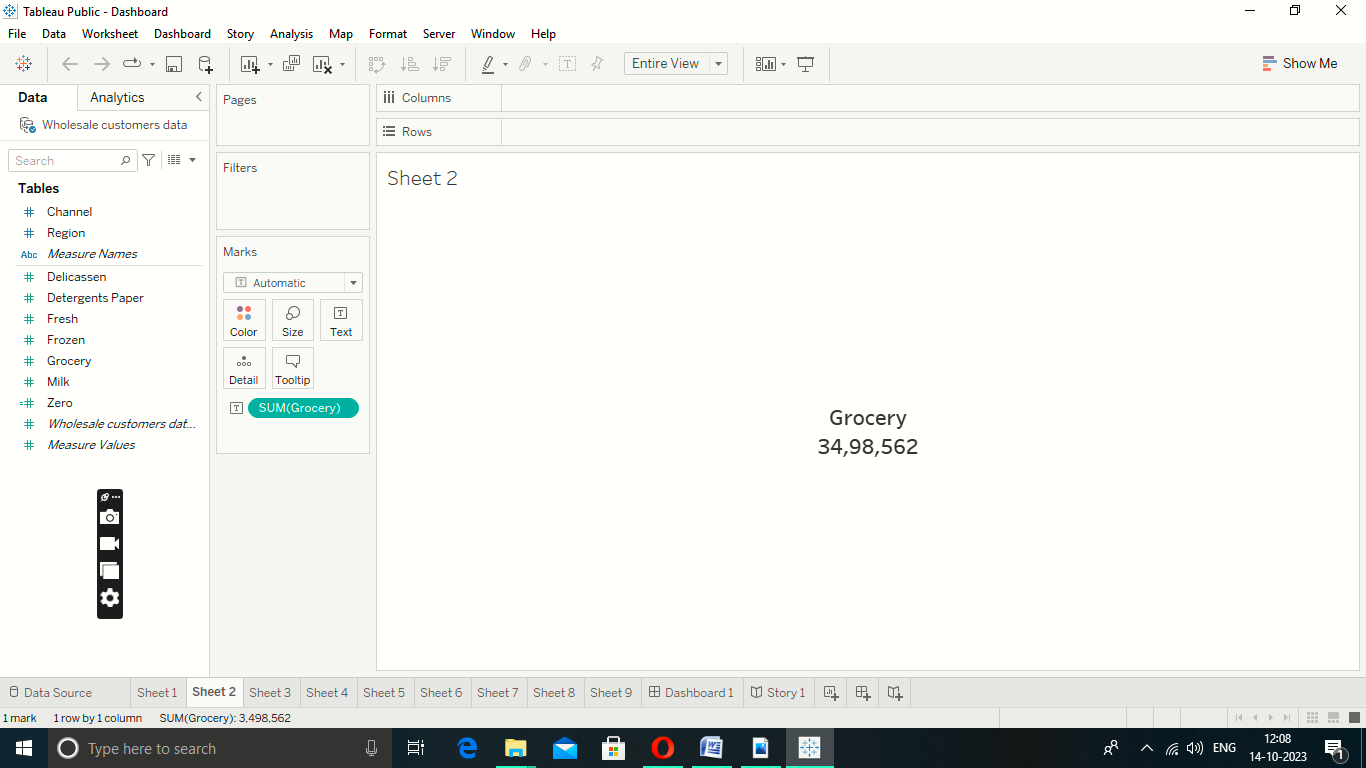 Tableau Public - Dashboard
File Data Worksheet Dashboard Story Analysis Map Format Server Window Help
Entire View
Show Me
Data Analytics
Wholesale customers data
Search
Tables
Channel
Region
Abc Measure Names
Delicassen
Detergents Paper
Fresh
Frozen
Grocery
Milk
Zero
Wholesale customers dat...
Measure Values
Pages
Filters
Marks
Automatic
Color Size Text
Detail Tooltip
SUM(Grocery)
Columns
Rows
Sheet 2
Grocery
34,98,562
Data Source Sheet 1 Sheet 2 Sheet 3 Sheet 4 Sheet 5 Sheet 6 Sheet 7 Sheet 8 Sheet 9 Dashboard 1 Story 1
1 mark 1 row by 1 column SUM(Grocery): 3,498,562
Type here to search
ENG
12:08
14-10-2023
1